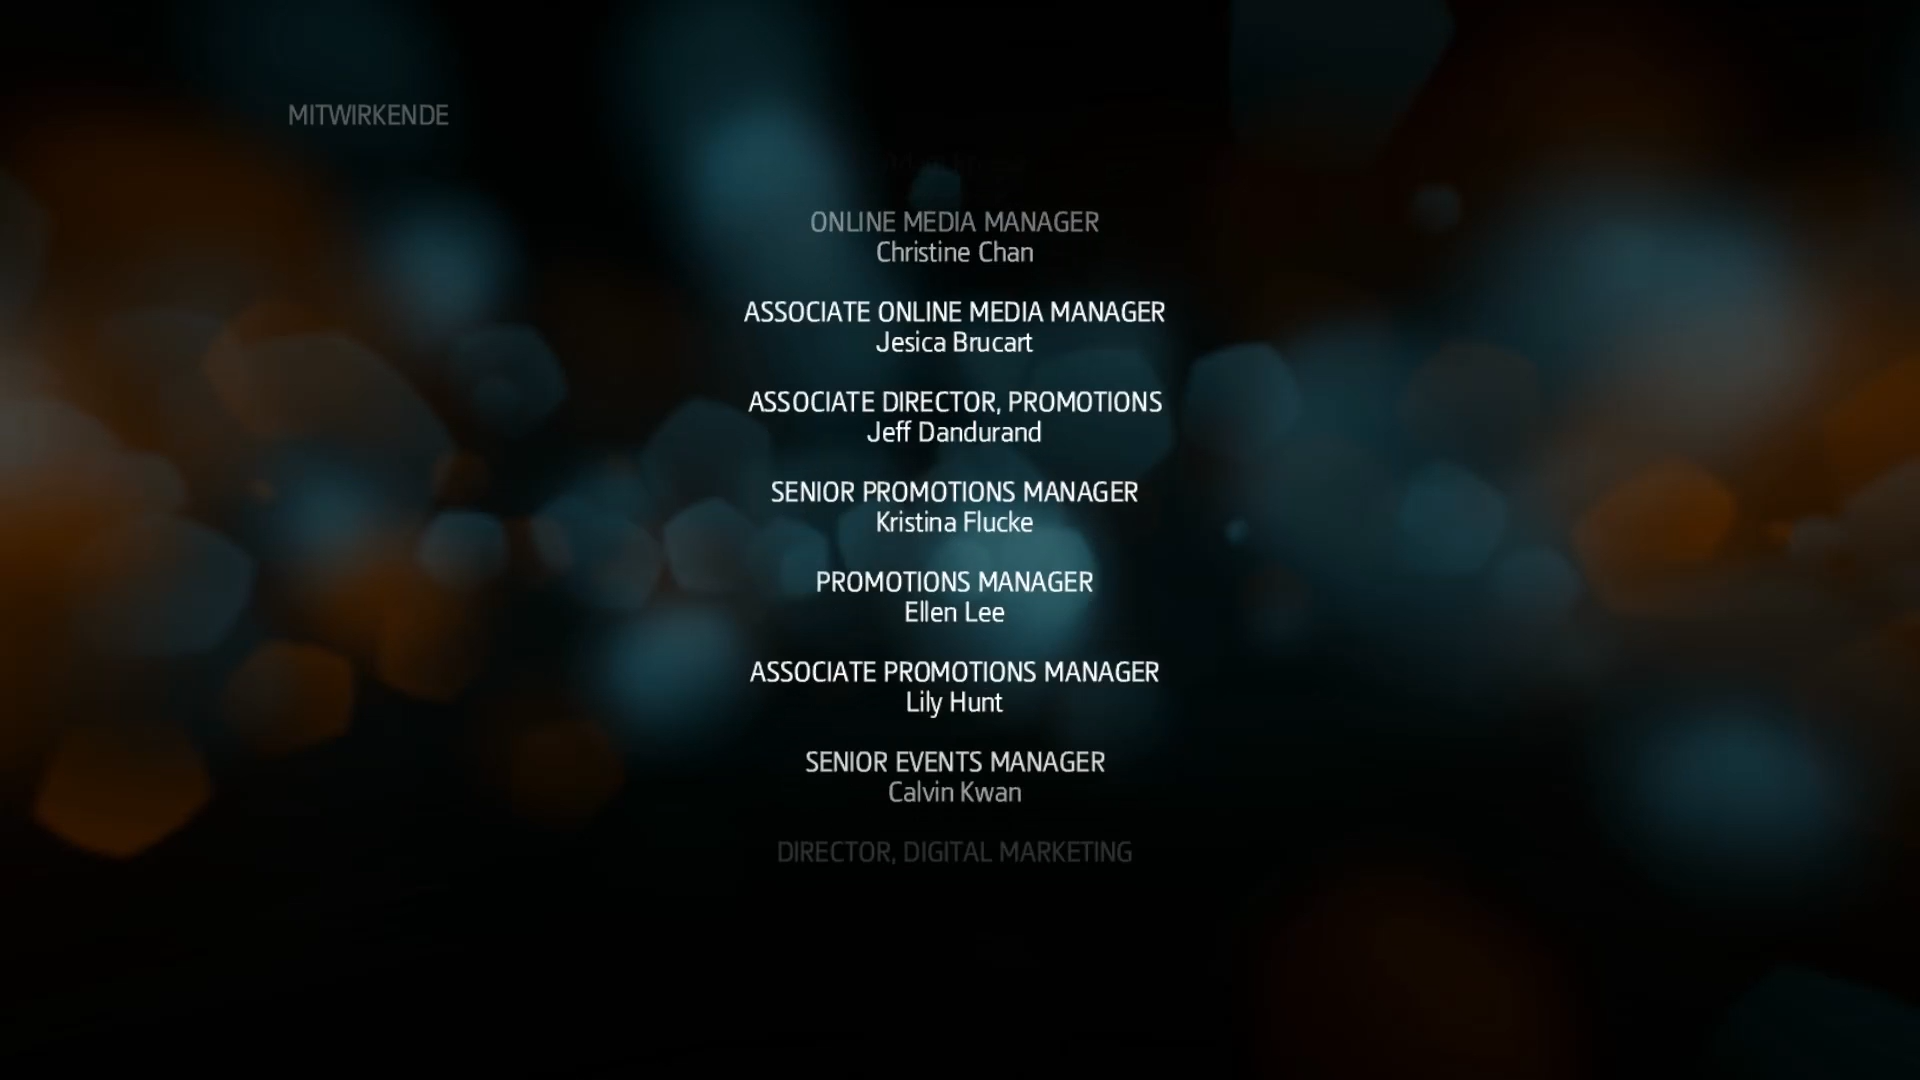 MITWIRKENDE
ONLINE MEDIA MANAGER
Christine Chan
ASSOCIATE ONLINE MEDIA MANAGER
Jesica Brucart
ASSOCIATE DIRECTOR, PROMOTIONS
Jeff Dandurand
SENIOR PROMOTIONS MANAGER
Kristina Flucke
PROMOTIONS MANAGER
Ellen Lee
ASSOCIATE PROMOTIONS MANAGER
Lily Hunt
SENIOR EVENTS MANAGER
Calvin Kwan
DIRECTOR, DIGITAL MARKETING